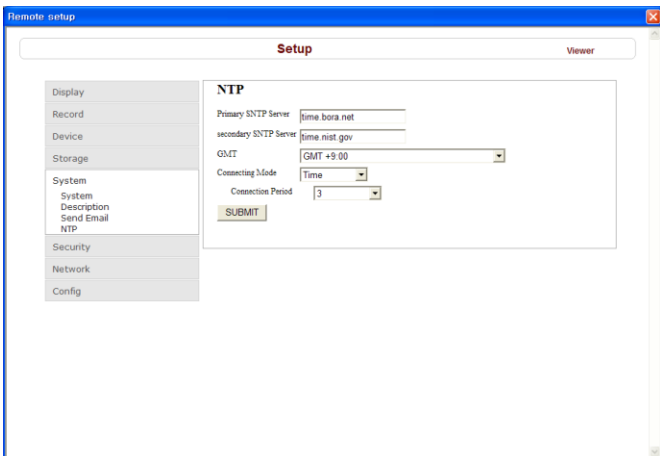 Remote setup
Setup
Viewer
Display
Record
Device
Storage
System
System
Description
Send Email
NTP
Security
Network
Config
NTP
Primary SNTP Server time.bora.net
secondary SNTP Server time.nist.gov
GMT GMT +9:00
Connecting Mode Time
Connection Period 3
SUBMIT